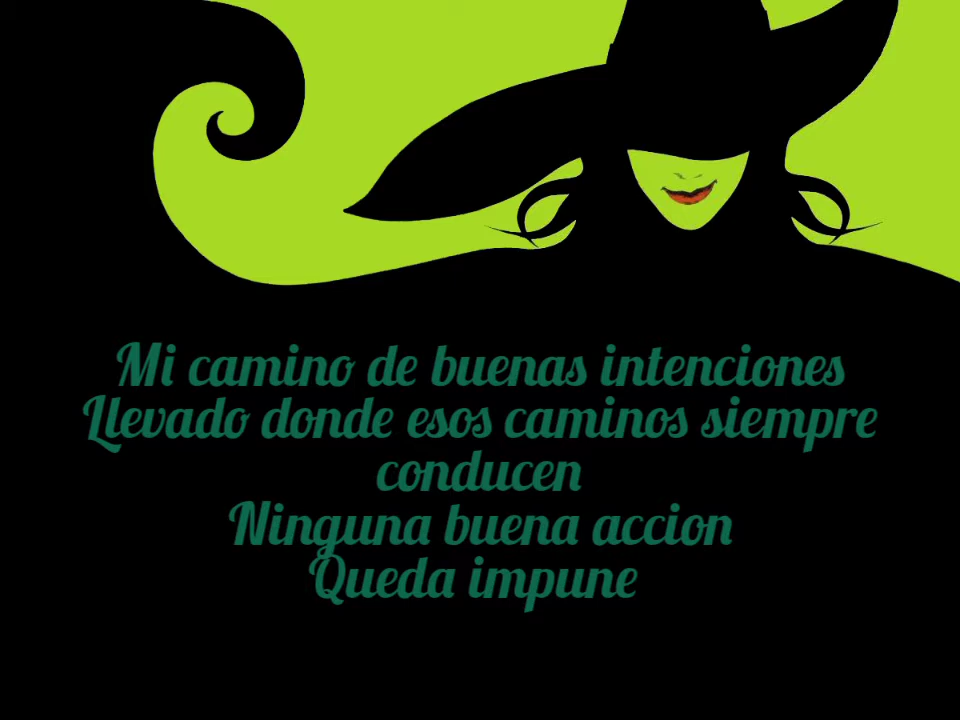 Mi camino de buenas intenciones
Llevado donde esos caminos siempre
conducen
Ninguna buena accion
Queda impune